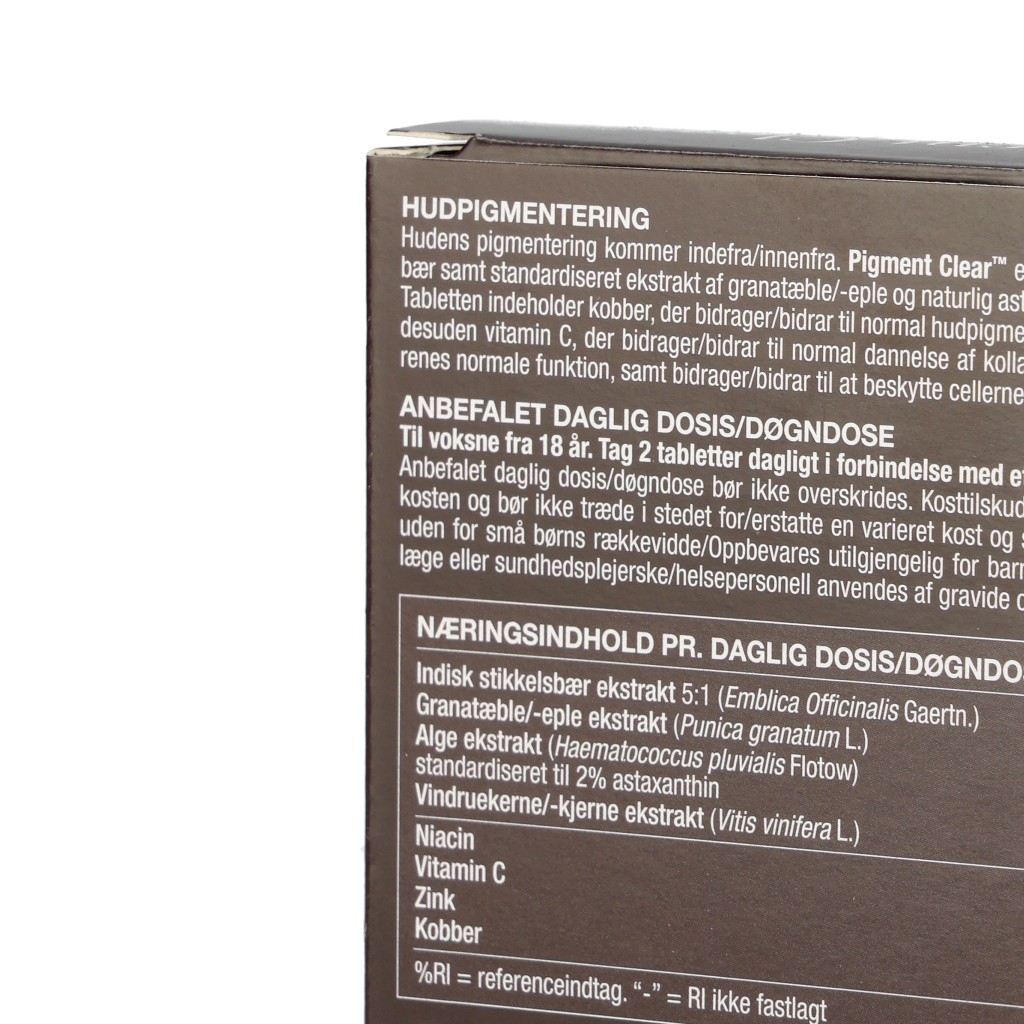 HUDPIGMENTERING
Hudens pigmentering kommer indefra/innenfra. Pigment Clear™
bær samt standardiseret ekstrakt af granatæble/-eple og naturlig
Tabletten indeholder kobber, der bidrager/bidrar til normal
desuden vitamin C, der bidrager/bidrar til normal dannelse af
renes normale funktion, samt bidrager/bidrar til at beskytte cellerne
ANBEFALET DAGLIG DOSIS/DØGNDOSE
Til voksne fra 18 år. Tag 2 tabletter dagligt i forbindelse med
Anbefalet daglig dosis/døgndose bør ikke overskrides. Kosttilskud
kosten og bør ikke træde i stedet for/erstatte en varieret kost og
uden for små børns rækkevidde/Oppbevares utilgjengelig for
læge eller sundhedsplejerske/helsepersonell anvendes af gravide
NÆRINGSINDHOLD PR. DAGLIG DOSIS/DØGNDO
Indisk stikkelsbær ekstrakt 5:1 (Emblica Officinalis Gaertn.)
Granatæble/-eple ekstrakt (Punica granatum L.)
Alge ekstrakt (Haematococcus pluvialis Flotow)
standardiseret til 2% astaxanthin
Vindruekerne/-kjerne ekstrakt (Vitis vinifera L.)
Niacin
Vitamin C
Zink
Kobber
%RI = referenceindtag. “-” = RI ikke fastlagt